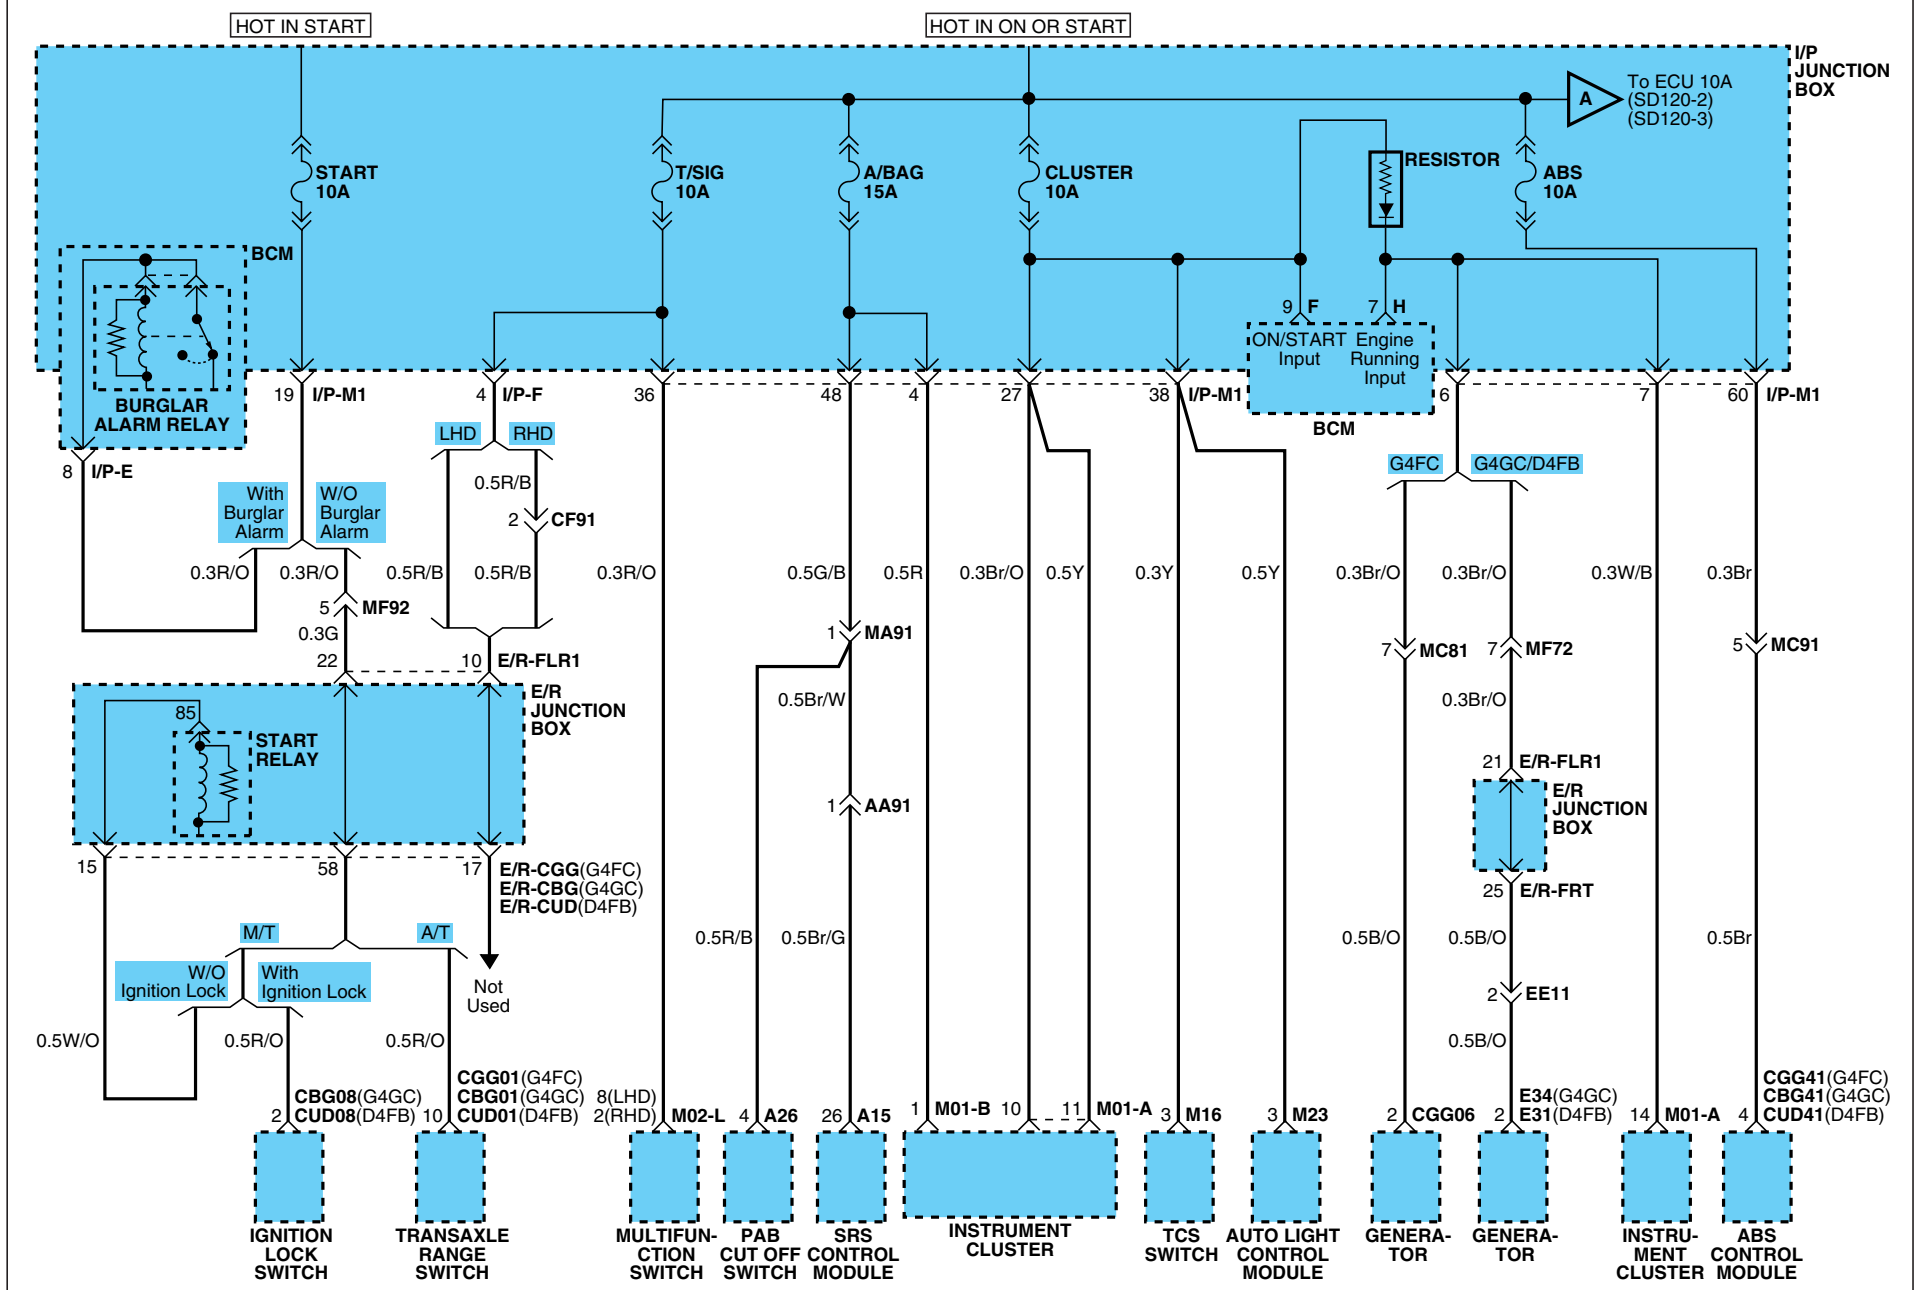 HOT IN START
HOT IN ON OR START
I/P
JUNCTION
BOX
A
To ECU 10A
(SD120-2)
(SD120-3)
START
10A
T/SIG
10A
A/BAG
15A
CLUSTER
10A
RESISTOR
ABS
10A
BCM
BURGLAR
ALARM RELAY
9 F
7 H
ON/START
Input
Engine
Running
Input
BCM
19 I/P-M1
4 I/P-F
36
48
4
27
38 I/P-M1
6
7
60 I/P-M1
8 I/P-E
LHD
RHD
G4FC
G4GC/D4FB
With
Burglar
Alarm
W/O
Burglar
Alarm
0.5R/B
2 CF91
0.3R/O
0.3R/O
0.5R/B
0.5R/B
0.3R/O
0.5G/B
0.5R
0.3Br/O
0.5Y
0.3Y
0.5Y
0.3Br/O
0.3Br/O
0.3W/B
0.3Br
5 MF92
0.3G
22
10 E/R-FLR1
1 MA91
7 MC81
7 MF72
5 MC91
0.5Br/W
0.3Br/O
E/R
JUNCTION
BOX
85
START
RELAY
1 AA91
21 E/R-FLR1
E/R
JUNCTION
BOX
25 E/R-FRT
15
58
17
E/R-CGG(G4FC)
E/R-CBG(G4GC)
E/R-CUD(D4FB)
M/T
A/T
W/O
Ignition Lock
With
Ignition Lock
Not
Used
0.5R/B
0.5Br/G
0.5B/O
0.5B/O
0.5Br
2 EE11
0.5W/O
0.5R/O
0.5R/O
0.5B/O
CBG08(G4GC)
2 CUD08(D4FB)
CGG01(G4FC)
CBG01(G4GC)
10 CUD01(D4FB)
8(LHD)
2(RHD) M02-L
4 A26
26 A15
1 M01-B
10
11 M01-A
3 M16
3 M23
2 CGG06
E34(G4GC)
2 E31(D4FB)
14 M01-A
CGG41(G4FC)
CBG41(G4GC)
4 CUD41(D4FB)
IGNITION
LOCK
SWITCH
TRANSAXLE
RANGE
SWITCH
MULTIFUN-
CTION
SWITCH
PAB
CUT OFF
SWITCH
SRS
CONTROL
MODULE
INSTRUMENT
CLUSTER
TCS
SWITCH
AUTO LIGHT
CONTROL
MODULE
GENERA-
TOR
GENERA-
TOR
INSTRU-
MENT
CLUSTER
ABS
CONTROL
MODULE